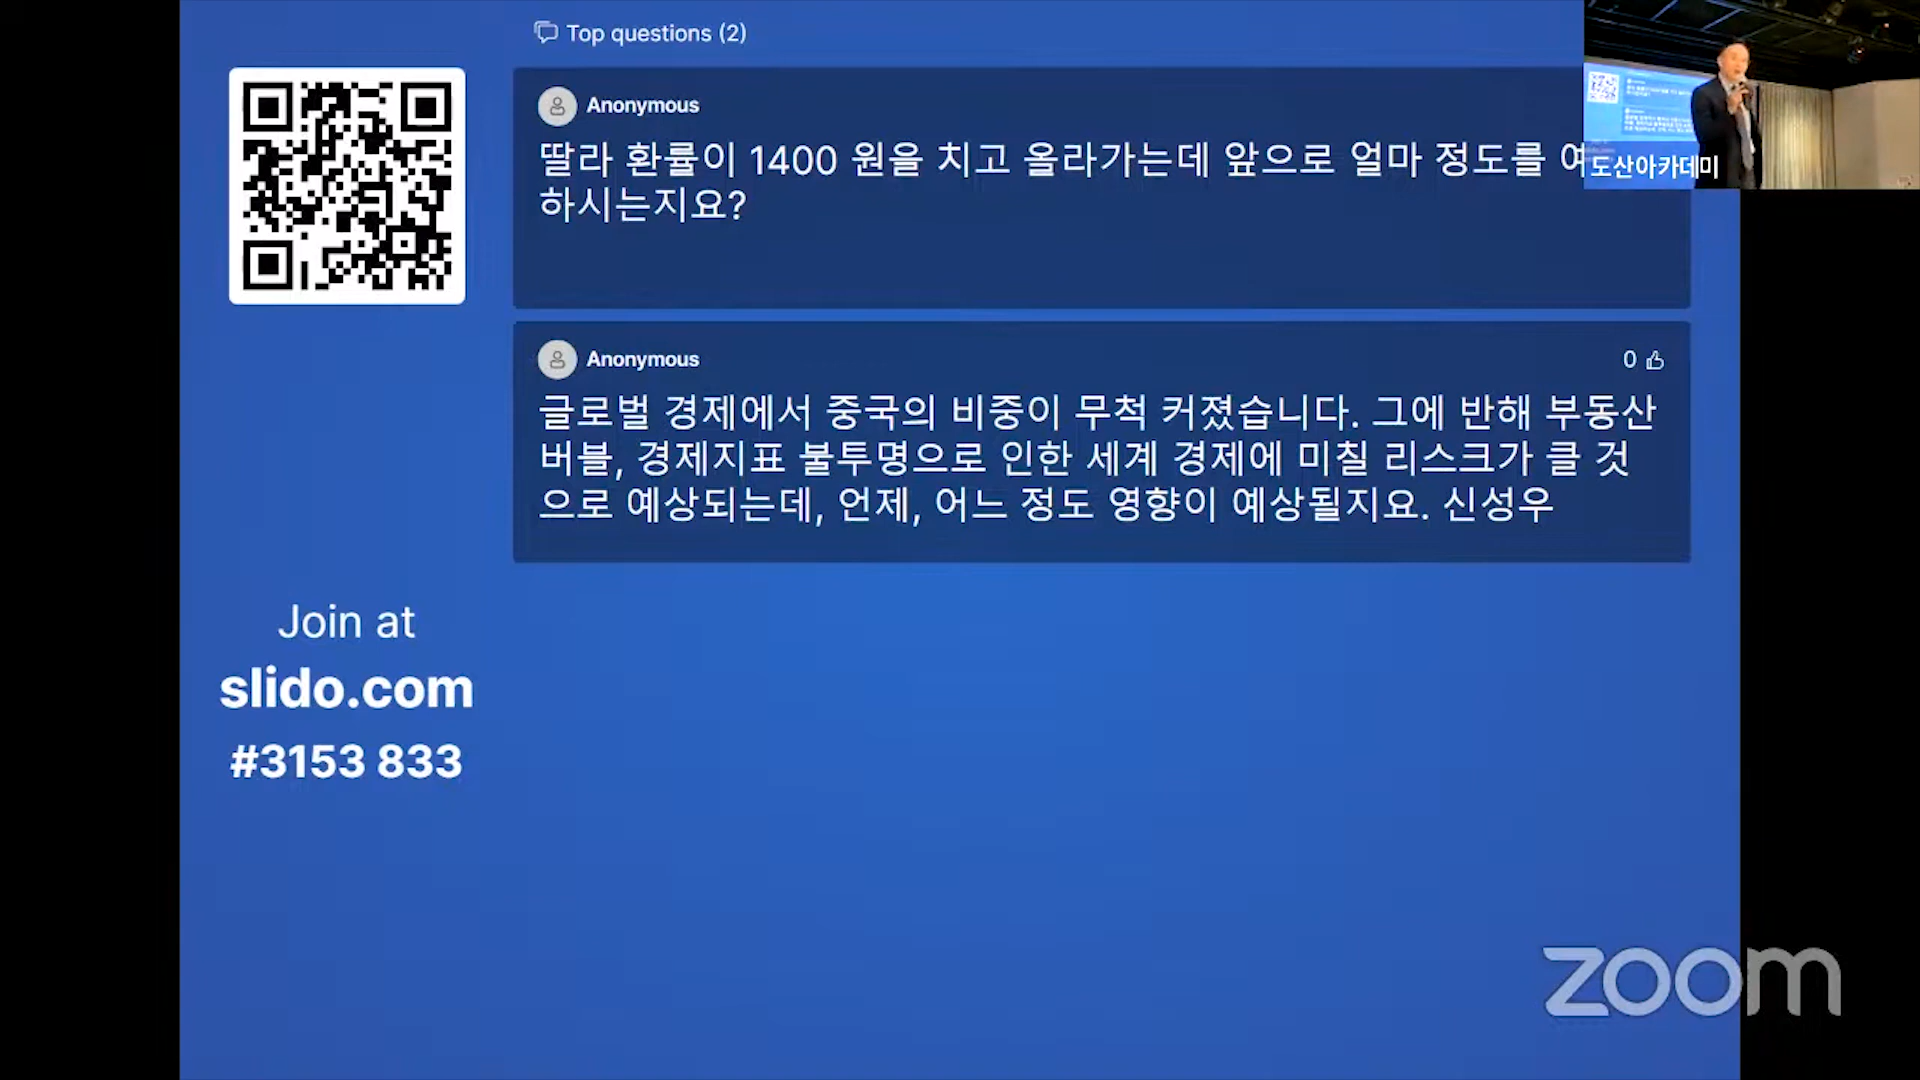 Top questions (2)
Anonymous
딸라 환률이 1400 원을 치고 올라가는데 앞으로 얼마 정도를
하시는지요?
도산아카데미
Anonymous
0
글로벌 경제에서 중국의 비중이 무척 커졌습니다. 그에 반해 부동산
버블, 경제지표 불투명으로 인한 세계 경제에 미칠 리스크가 클 것
으로 예상되는데, 언제, 어느 정도 영향이 예상될지요. 신성우
Join at
slido.com
#3153 833
zoom